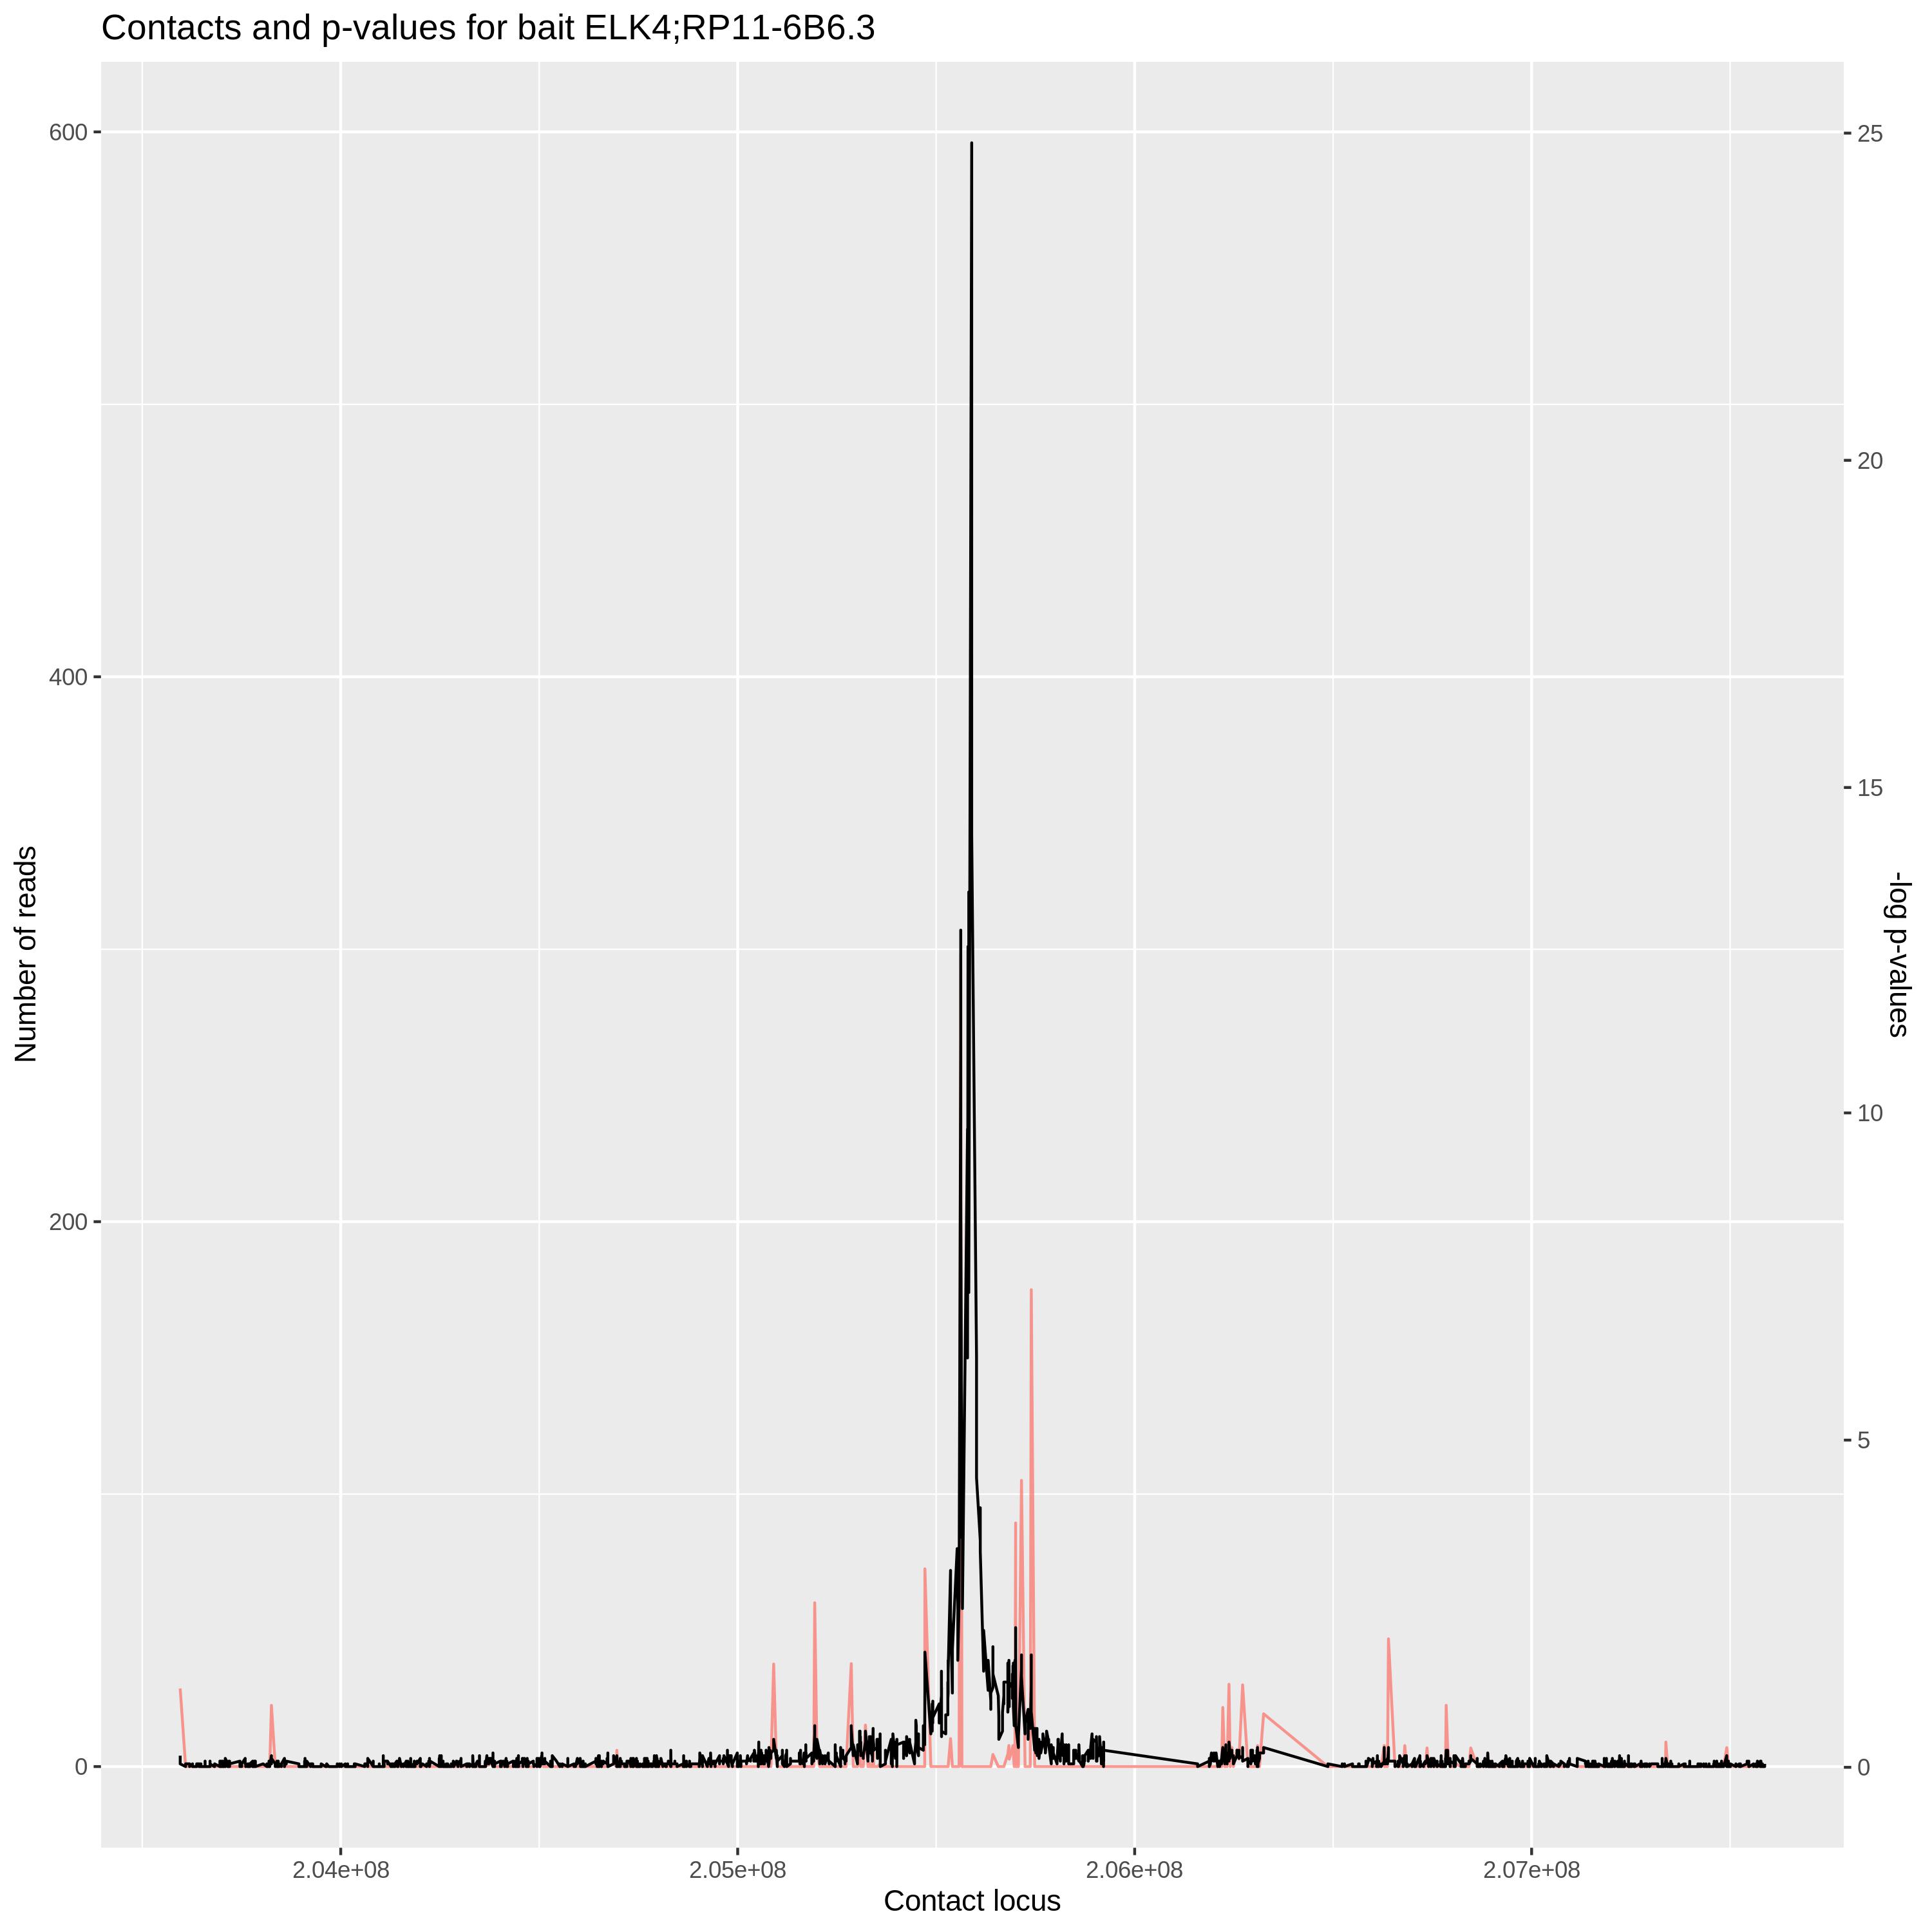 Contacts and p-values for bait ELK4;RP11-6B6.3
600
400
200
0
Number of reads
25
20
15
10
5
0
-log p-values
2.04e+08
2.05e+08
2.06e+08
2.07e+08
Contact locus